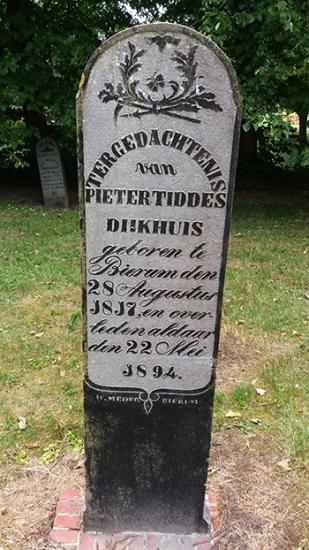 TERGEDACHTENIS
van
PIETER TIDDES
DIJKHUIS
geboren te
Bierum den
28 Augustus
1817, en over-
leden aldaar
den 22 Mei
1894.
BIERUM